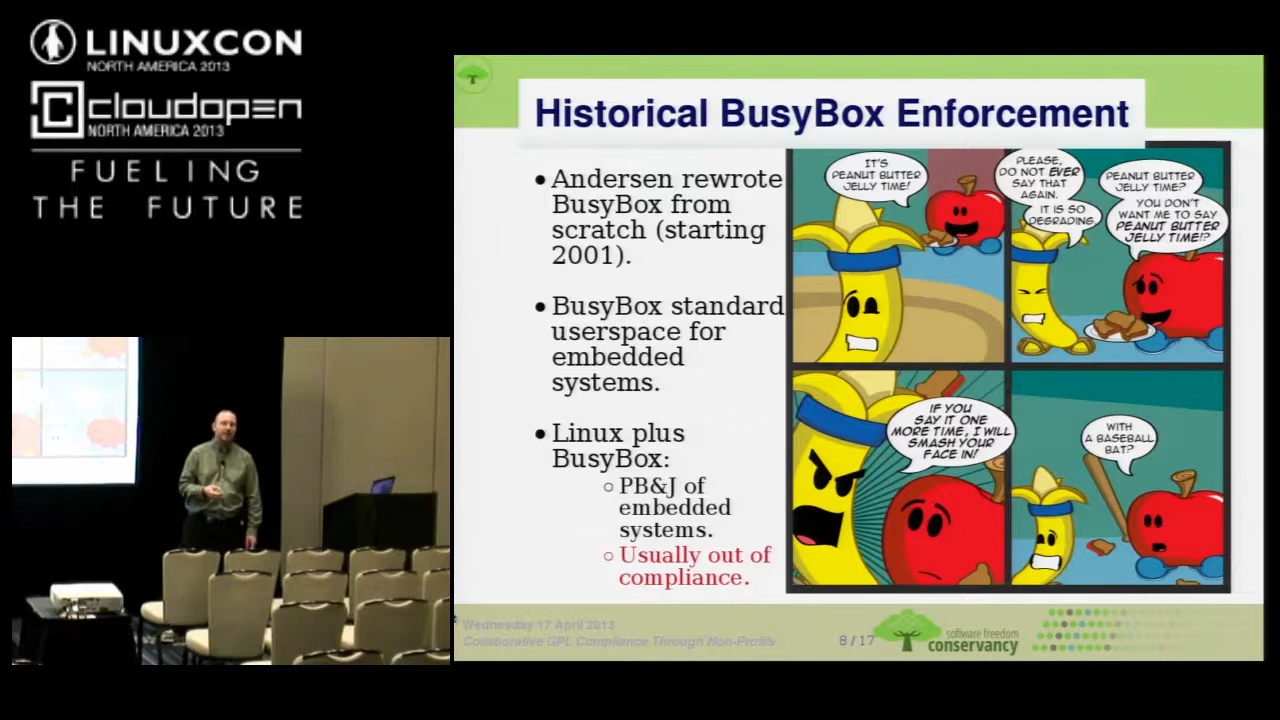 LINUXCON
NORTH AMERICA 2013
cloudopen
NORTH AMERICA 2013
FUELING
THE FUTURE
Historical BusyBox Enforcement
• Andersen rewrote
BusyBox from
scratch (starting
2001).
• BusyBox standard
userspace for
embedded
systems.
• Linux plus
BusyBox:
○ PB&J of
embedded
systems.
○ Usually out of
compliance.
IT'S
PEANUT BUTTER
JELLY TIME!
PLEASE,
DO NOT EVER
SAY THAT
AGAIN.
IT IS SO
DEGRADING.
PEANUT BUTTER
JELLY TIME?
YOU DON'T
WANT ME TO SAY
PEANUT BUTTER
JELLY TIME!?
IF YOU
SAY IT ONE
MORE TIME, I WILL
SMASH YOUR
FACE IN!
WITH
A BASEBALL
BAT?
Wednesday 17 April 2013
Collaborative GPL Compliance Through Non-Profits
8 / 17
software freedom
conservancy